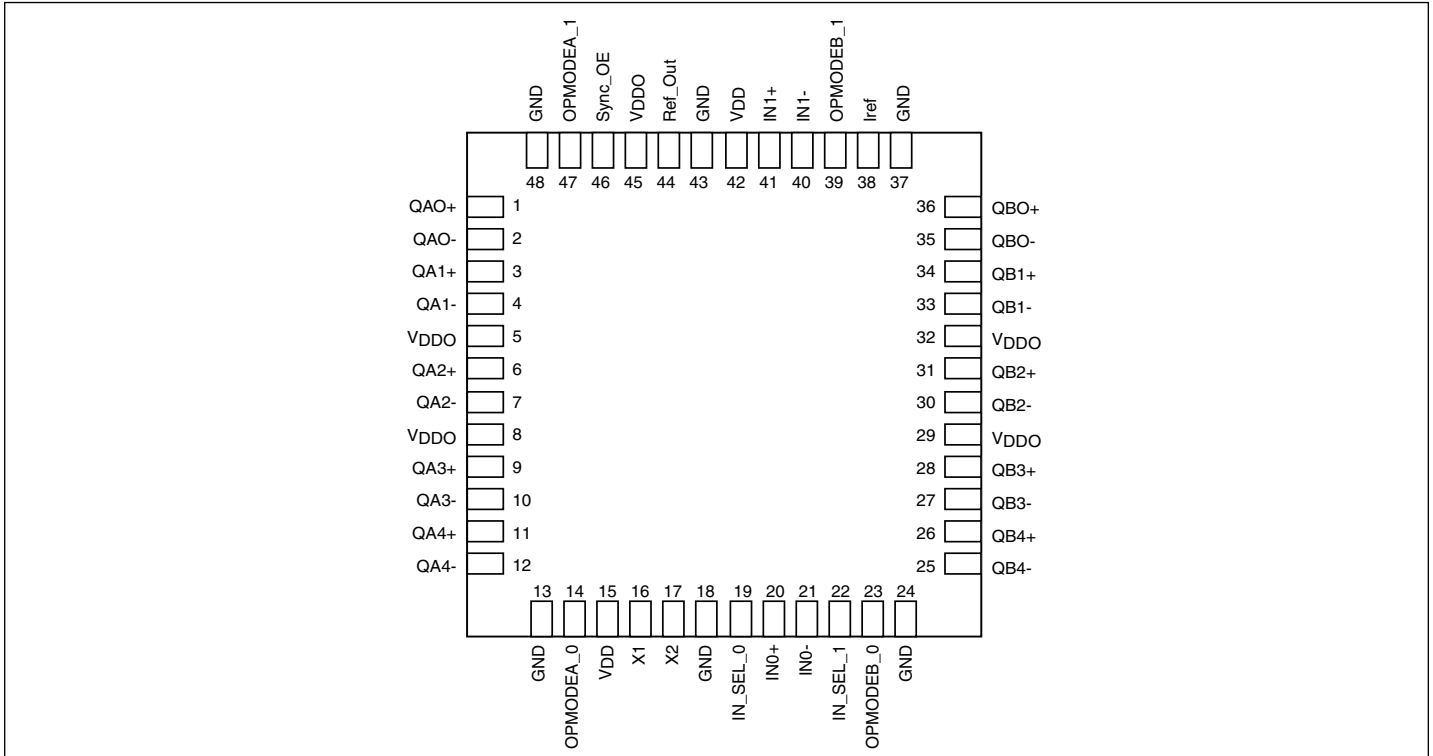 GND OPMODEA_1 Sync_OE VDDO Ref_Out GND VDD IN1+ IN1- OPMODEB_1 Iref GND
48 47 46 45 44 43 42 41 40 39 38 37
QAO+ 1 36 QBO+
QAO- 2 35 QBO-
QA1+ 3 34 QB1+
QA1- 4 33 QB1-
VDDO 5 32 VDDO
QA2+ 6 31 QB2+
QA2- 7 30 QB2-
VDDO 8 29 VDDO
QA3+ 9 28 QB3+
QA3- 10 27 QB3-
QA4+ 11 26 QB4+
QA4- 12 25 QB4-
13 14 15 16 17 18 19 20 21 22 23 24
GND OPMODEA_0 VDD X1 X2 GND IN_SEL_0 IN0+ IN0- IN_SEL_1 OPMODEB_0 GND